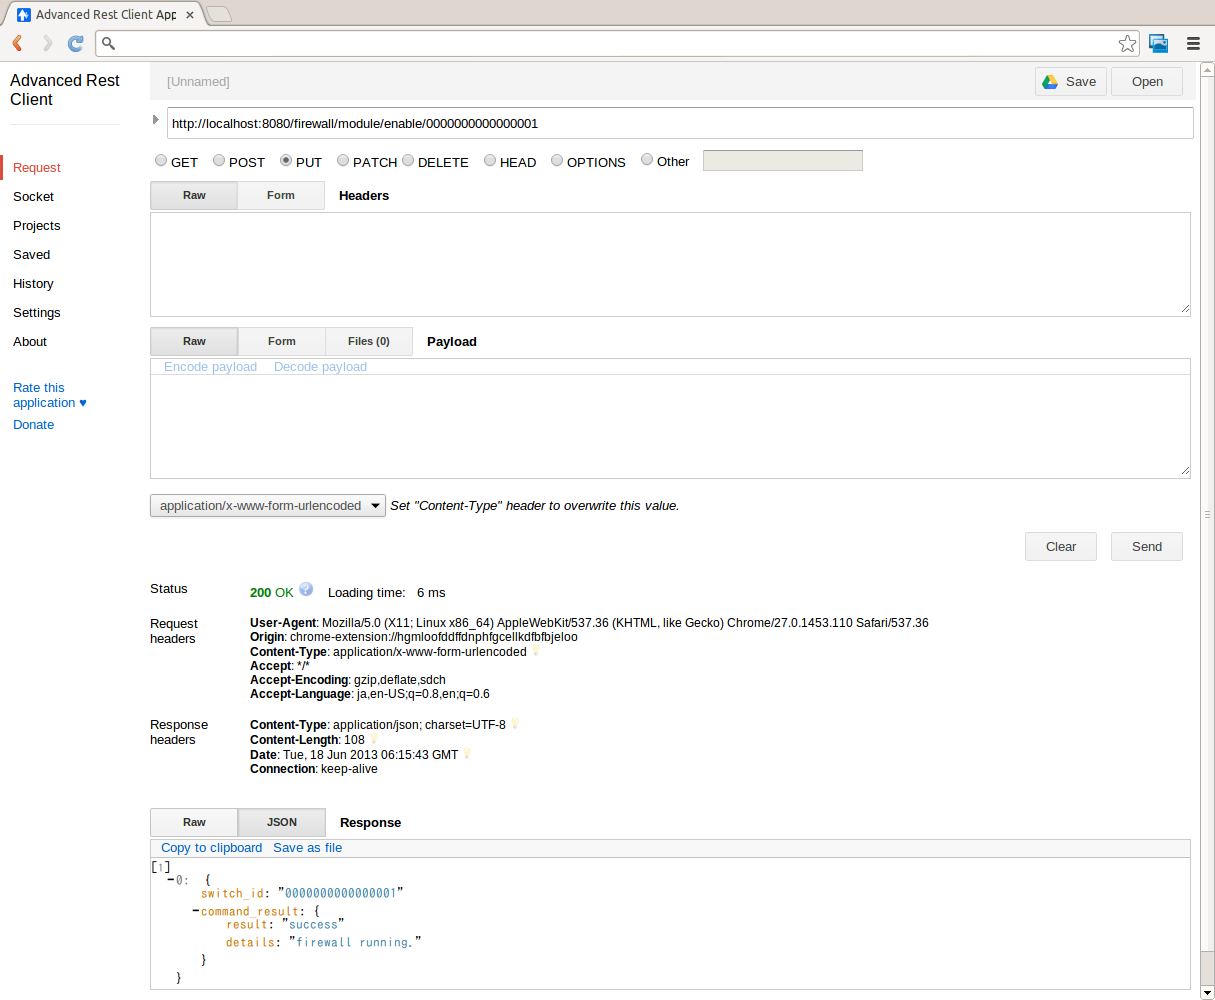 Advanced Rest Client App
Advanced Rest
Client
[Unnamed]
Save
Open
http://localhost:8080/firewall/module/enable/0000000000000001
GET POST PUT PATCH DELETE HEAD OPTIONS Other
Request
Socket
Projects
Saved
History
Settings
About
Rate this
application ♥
Donate
Raw Form Headers
Raw Form Files (0) Payload
Encode payload Decode payload
application/x-www-form-urlencoded Set "Content-Type" header to overwrite this value.
Clear Send
Status 200 OK ? Loading time: 6 ms
Request
headers
User-Agent: Mozilla/5.0 (X11; Linux x86_64) AppleWebKit/537.36 (KHTML, like Gecko) Chrome/27.0.1453.110 Safari/537.36
Origin: chrome-extension://hgmloofddffdnphfgcellkdfbfbjeloo
Content-Type: application/x-www-form-urlencoded
Accept: */*
Accept-Encoding: gzip,deflate,sdch
Accept-Language: ja,en-US;q=0.8,en;q=0.6
Response
headers
Content-Type: application/json; charset=UTF-8
Content-Length: 108
Date: Tue, 18 Jun 2013 06:15:43 GMT
Connection: keep-alive
Raw JSON Response
Copy to clipboard Save as file
[1]
-0: {
switch_id: "0000000000000001"
-command_result: {
result: "success"
details: "firewall running."
}
}